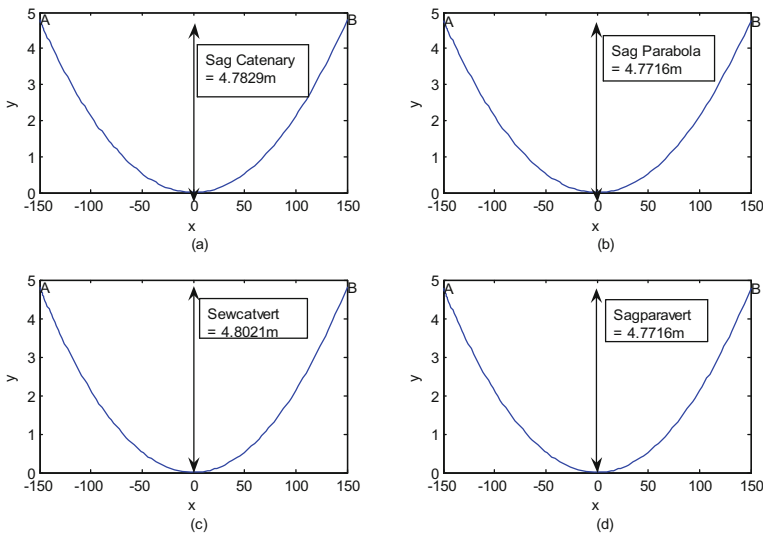 5
A
B
4
Sag Catenary
= 4.7829m
3
y
2
1
0
-150 -100 -50 0 50 100 150
x
(a)
5
A
B
4
Sag Parabola
= 4.7716m
3
y
2
1
0
-150 -100 -50 0 50 100 150
x
(b)
5
A
B
4
Sewcatvert
= 4.8021m
3
y
2
1
0
-150 -100 -50 0 50 100 150
x
(c)
5
A
B
4
Sagparavert
= 4.7716m
3
y
2
1
0
-150 -100 -50 0 50 100 150
x
(d)